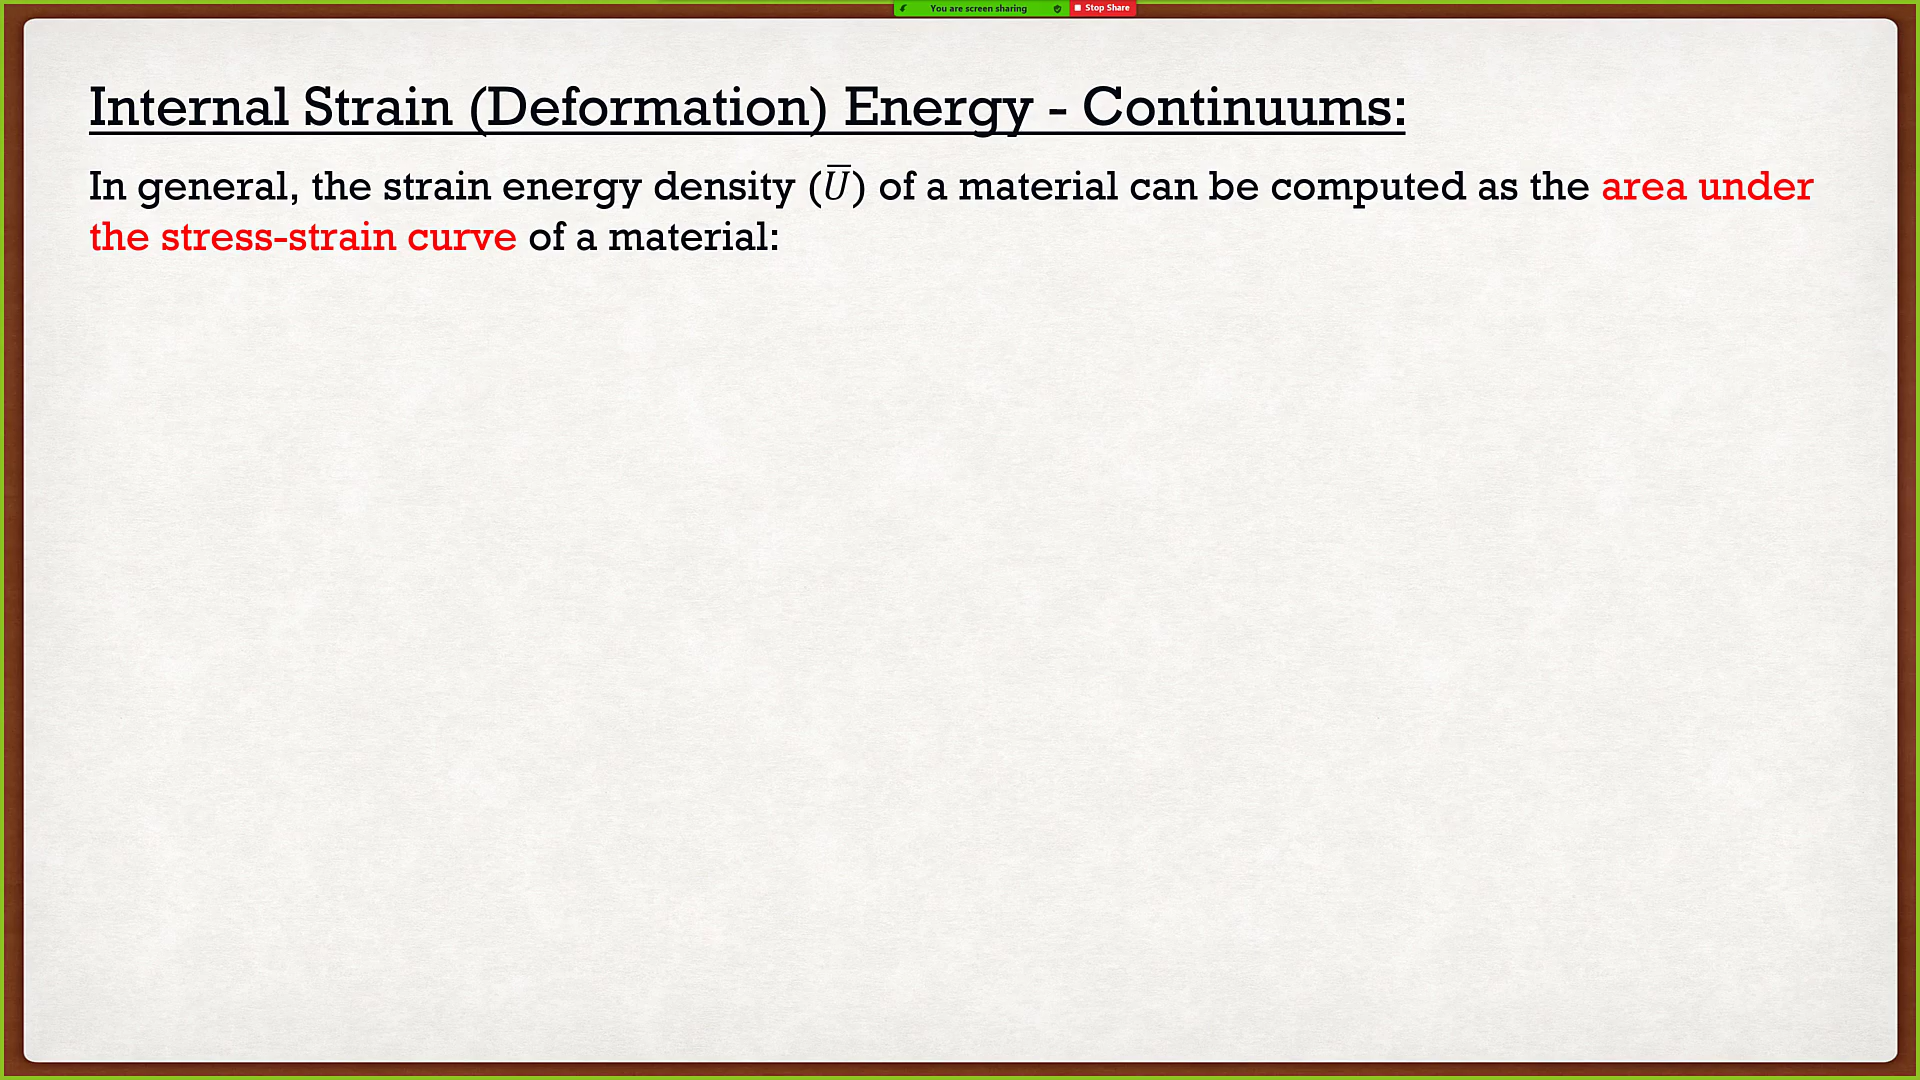 You are screen sharing
Stop Share
Internal Strain (Deformation) Energy - Continuums:
In general, the strain energy density (U̅) of a material can be computed as the area under
the stress-strain curve of a material: